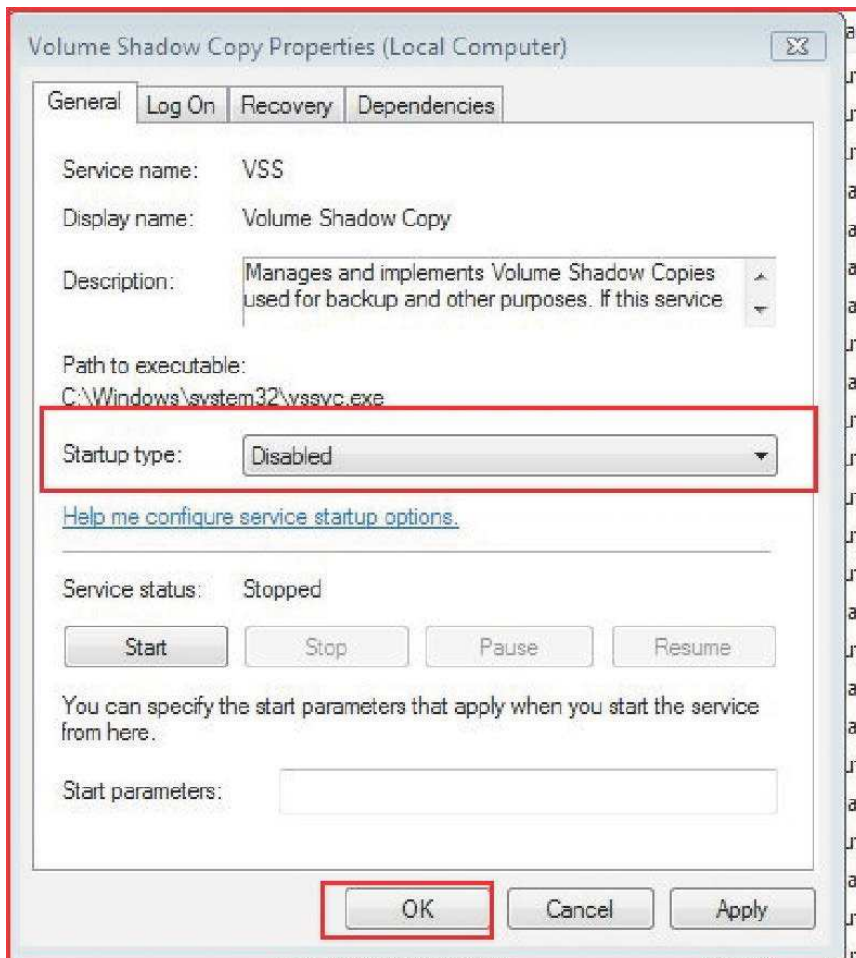 Volume Shadow Copy Properties (Local Computer)
General Log On Recovery Dependencies
Service name: VSS
Display name: Volume Shadow Copy
Description: Manages and implements Volume Shadow Copies
used for backup and other purposes. If this service
Path to executable:
C:\Windows\system32\vssvc.exe
Startup type: Disabled
Help me configure service startup options.
Service status: Stopped
Start Stop Pause Resume
You can specify the start parameters that apply when you start the service
from here.
Start parameters:
OK Cancel Apply